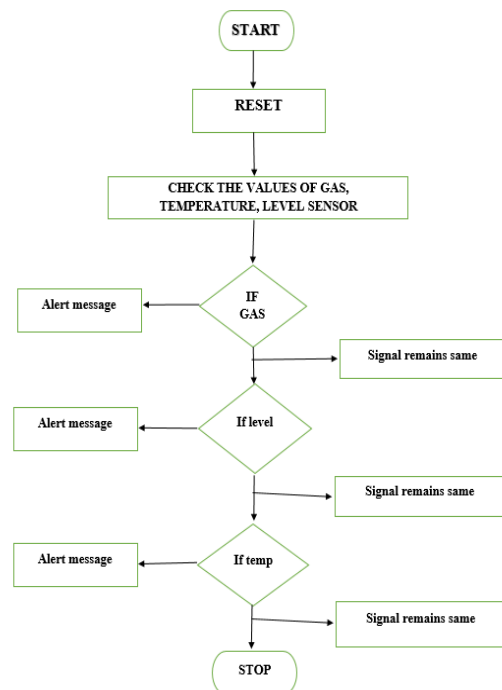 START
RESET
CHECK THE VALUES OF GAS,
TEMPERATURE, LEVEL SENSOR
IF
GAS
Alert message
Signal remains same
If level
Alert message
Signal remains same
If temp
Alert message
Signal remains same
STOP